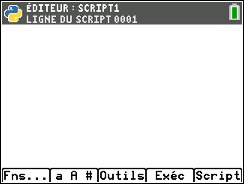 ÉDITEUR : SCRIPT1
LIGNE DU SCRIPT 0001
Fns... a A # Outils Exéc Script